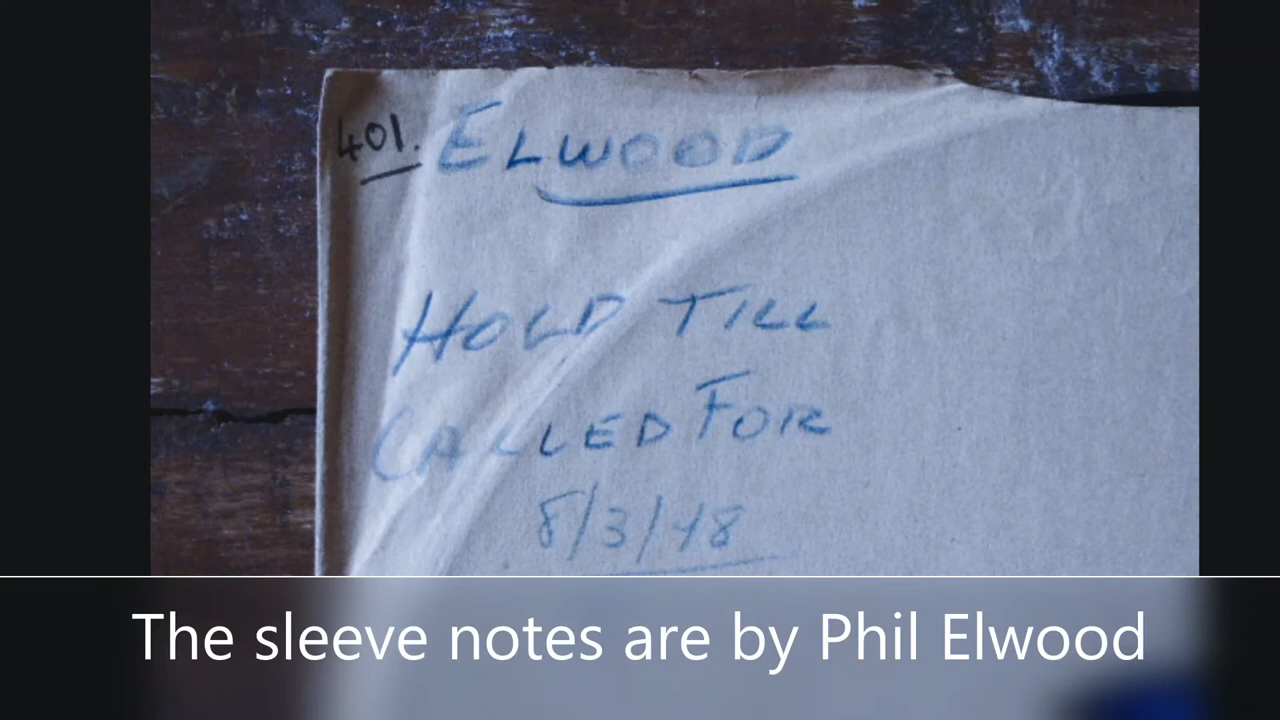 401. ELWOOD
HOLD TILL
CALLED FOR
8/3/48
The sleeve notes are by Phil Elwood